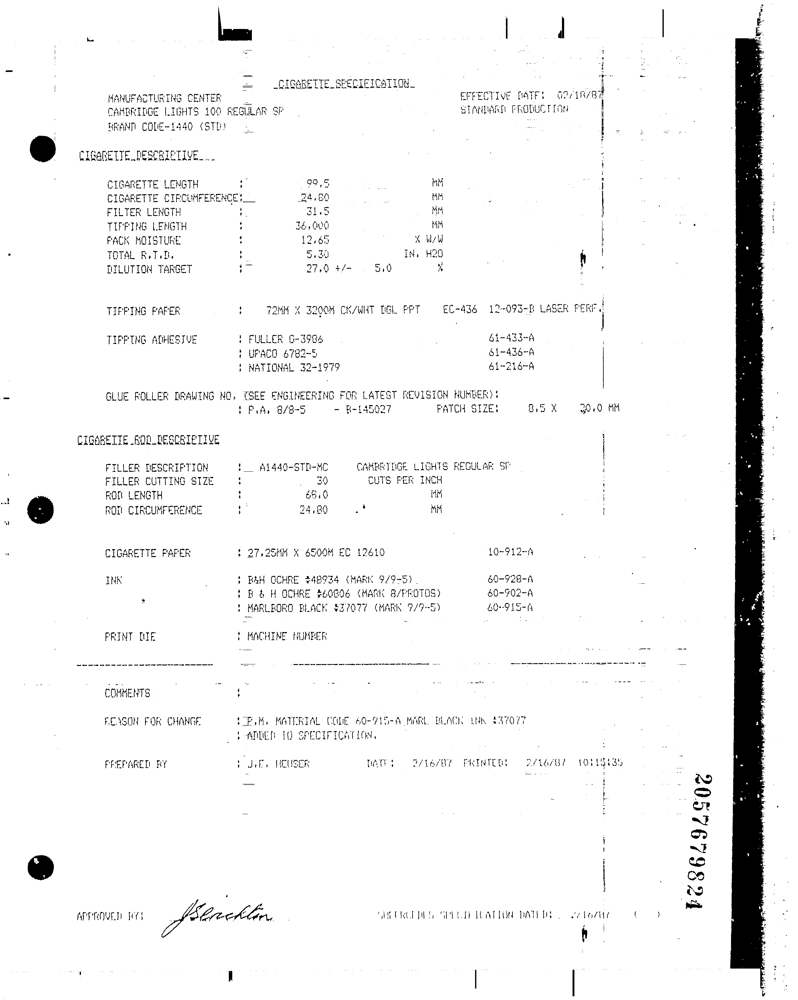 CIGARETTE SPECIFICATION
MANUFACTURING CENTER EFFECTIVE DATE: 02/18/87
CAMBRIDGE LIGHTS 100 REGULAR SP STANDARD PRODUCTION
BRAND CODE-1440 (STD)
CIGARETTE DESCRIPTIVE
CIGARETTE LENGTH : 99.5 MM
CIGARETTE CIRCUMFERENCE: 24.80 MM
FILTER LENGTH : 31.5 MM
TIPPING LENGTH : 36.000 MM
PACK MOISTURE : 12.65 % W/W
TOTAL R.T.D. : 5.30 IN. H2O
DILUTION TARGET : 27.0 +/- 5.0 %
TIPPING PAPER : 72MM X 3200M CK/WHT DGL PPT EC-436 12-093-B LASER PERF.
TIPPING ADHESIVE : FULLER G-3906 61-433-A
: UPACO 6782-5 61-436-A
: NATIONAL 32-1979 61-216-A
GLUE ROLLER DRAWING NO. (SEE ENGINEERING FOR LATEST REVISION NUMBER):
: P.A. 8/8-5 - B-145027 PATCH SIZE: 8.5 X 30.0 MM
CIGARETTE ROD DESCRIPTIVE
FILLER DESCRIPTION : A1440-STD-MC CAMBRIDGE LIGHTS REGULAR SP
FILLER CUTTING SIZE : 30 CUTS PER INCH
ROD LENGTH : 68.0 MM
ROD CIRCUMFERENCE : 24.80 MM
CIGARETTE PAPER : 27.25MM X 6500M EC 12610 10-912-A
INK : B&H OCHRE #48934 (MARK 9/9-5) 60-928-A
: B & H OCHRE #60806 (MARK 8/PROTOS) 60-902-A
: MARLBORO BLACK #37077 (MARK 9/9-5) 60-915-A
PRINT DIE : MACHINE NUMBER
COMMENTS :
REASON FOR CHANGE : P.M. MATERIAL CODE 60-915-A MARL BLACK INK #37077
: ADDED TO SPECIFICATION.
PREPARED BY : J.F. HEUSER DATE: 2/16/87 PRINTED: 2/16/87 10:15:35
2057679824
APPROVED BY: SUPERCEDES SPECIFICATION DATED: 2/16/87 ( )